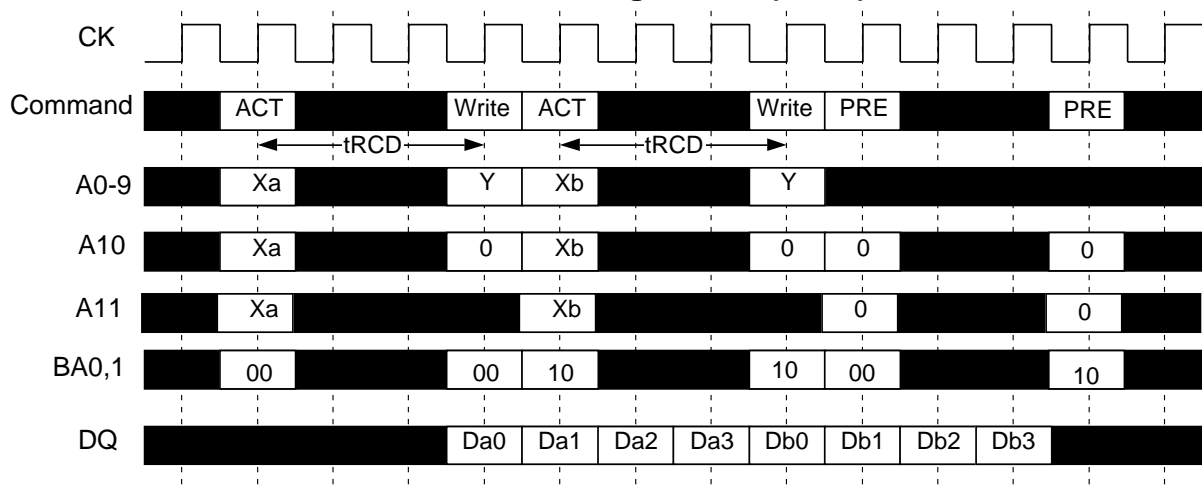 CK
Command ACT Write ACT Write PRE PRE
tRCD tRCD
A0-9 Xa Y Xb Y
A10 Xa 0 Xb 0 0 0
A11 Xa Xb 0 0
BA0,1 00 00 10 10 00 10
DQ Da0 Da1 Da2 Da3 Db0 Db1 Db2 Db3